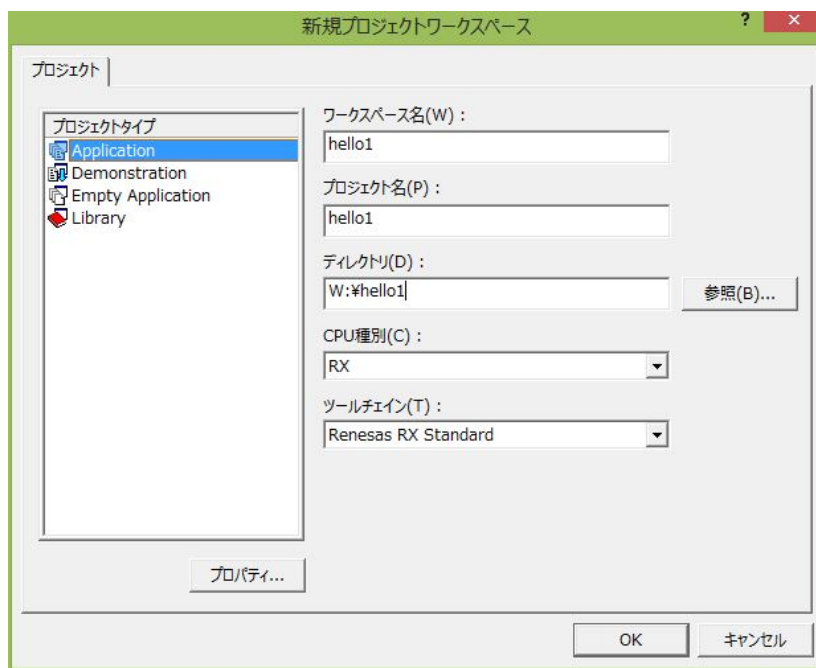 新規プロジェクトワークスペース
?
×
プロジェクト
プロジェクトタイプ
Application
Demonstration
Empty Application
Library
プロパティ...
ワークスペース名(W) :
hello1
プロジェクト名(P) :
hello1
ディレクトリ(D) :
W:¥hello1
参照(B)...
CPU種別(C) :
RX
ツールチェイン(T) :
Renesas RX Standard
OK
キャンセル